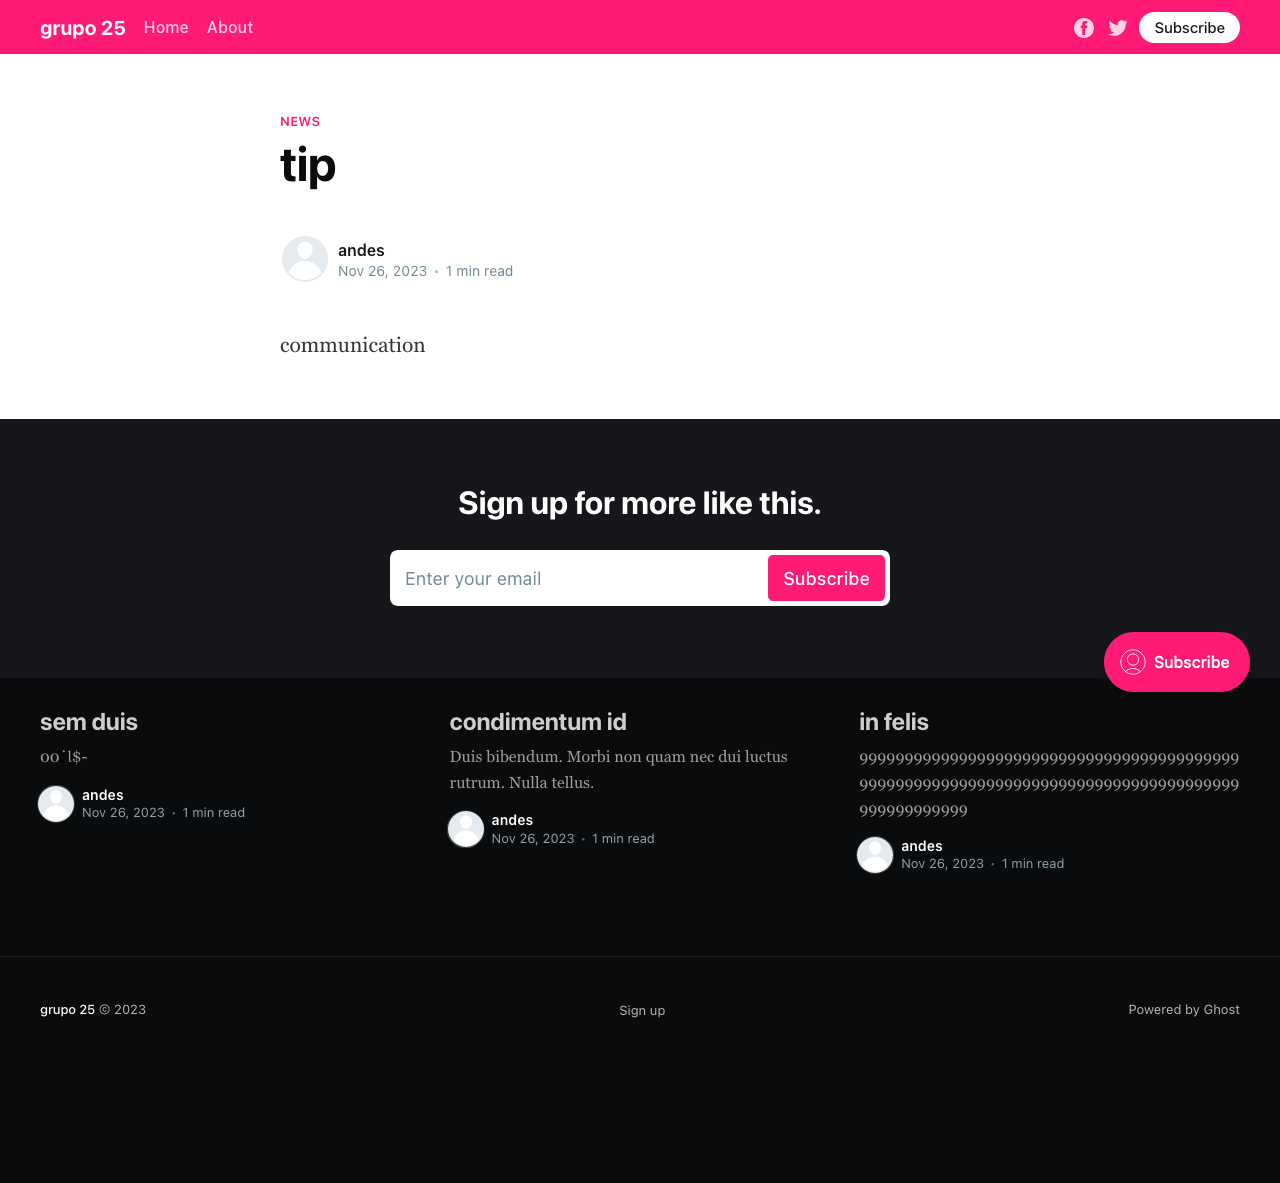 grupo 25 Home About Subscribe
NEWS
tip
andes
Nov 26, 2023 • 1 min read
communication
Sign up for more like this.
Enter your email Subscribe
Subscribe
sem duis
oo˙l$-
andes
Nov 26, 2023 • 1 min read
condimentum id
Duis bibendum. Morbi non quam nec dui luctus
rutrum. Nulla tellus.
andes
Nov 26, 2023 • 1 min read
in felis
999999999999999999999999999999999999999999
999999999999999999999999999999999999999999
999999999999
andes
Nov 26, 2023 • 1 min read
grupo 25 © 2023
Sign up
Powered by Ghost